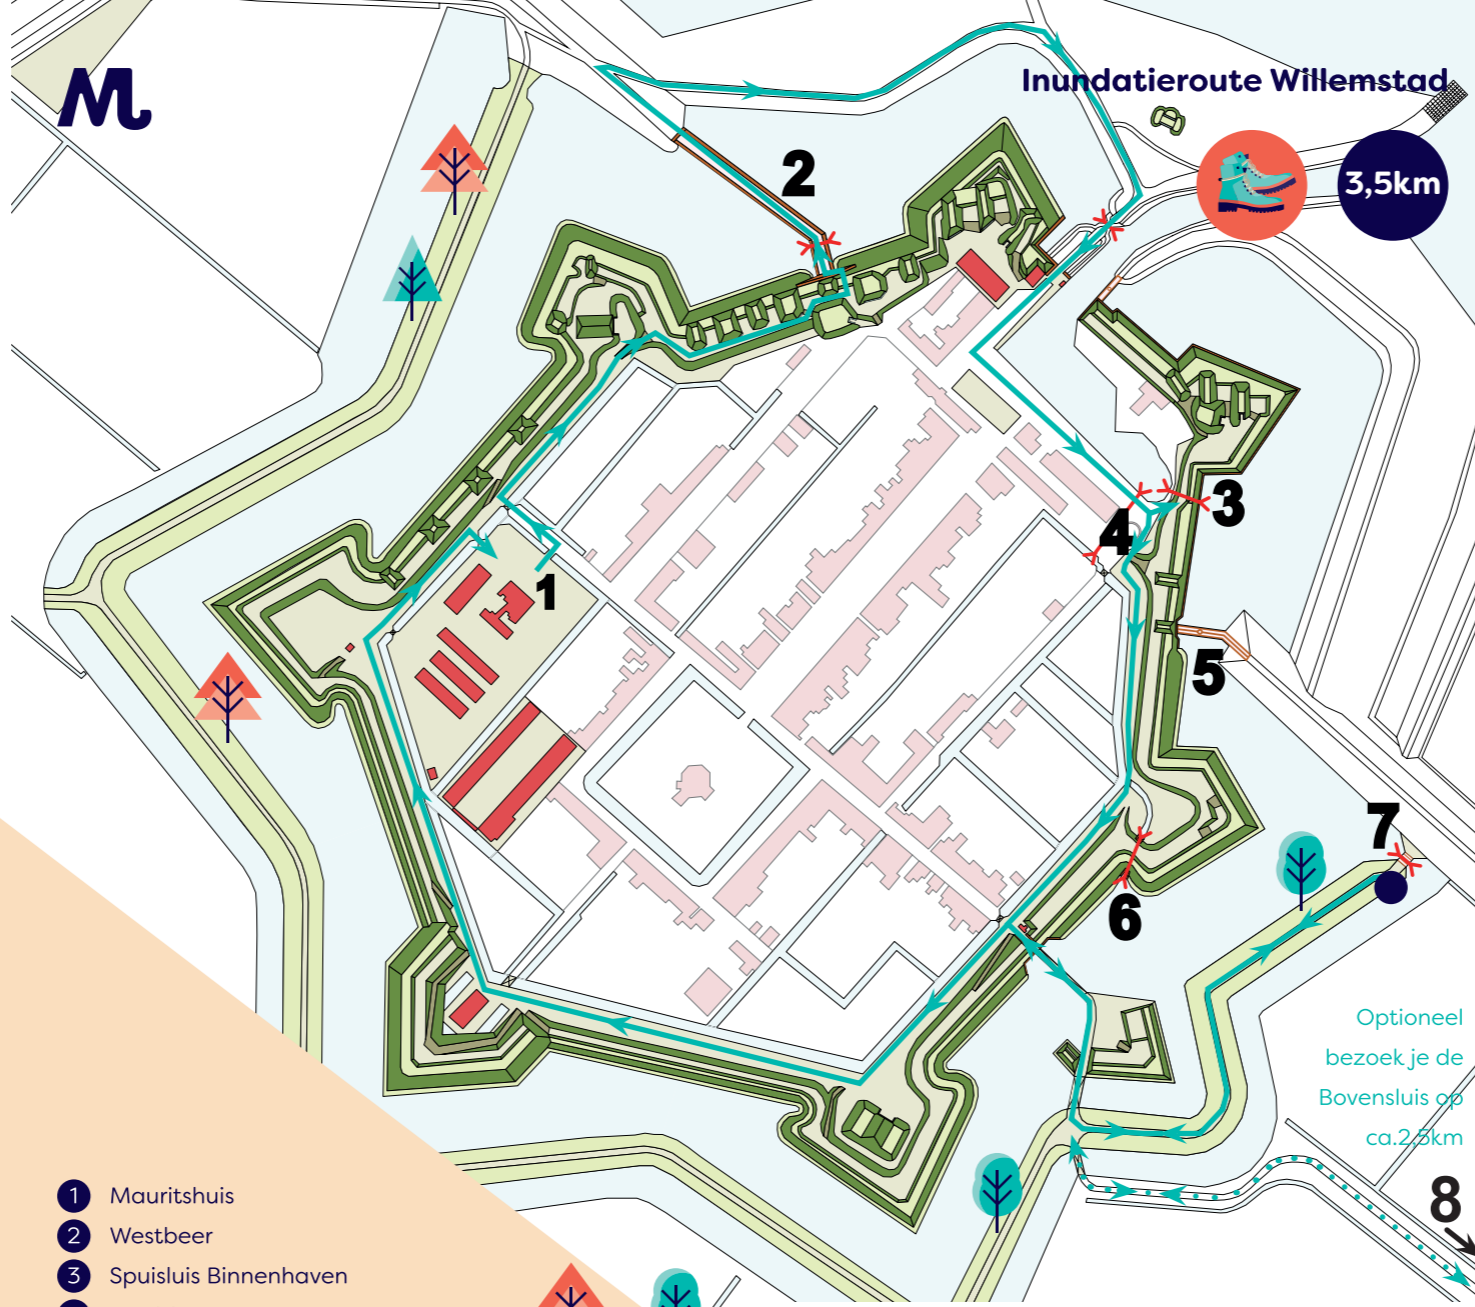 M
Inundatieroute Willemstad
3,5km
2
3
4
1
5
7
6
Optioneel
bezoek je de
Bovensluis op
ca.2,5km
8
1 Mauritshuis
2 Westbeer
3 Spuisluis Binnenhaven